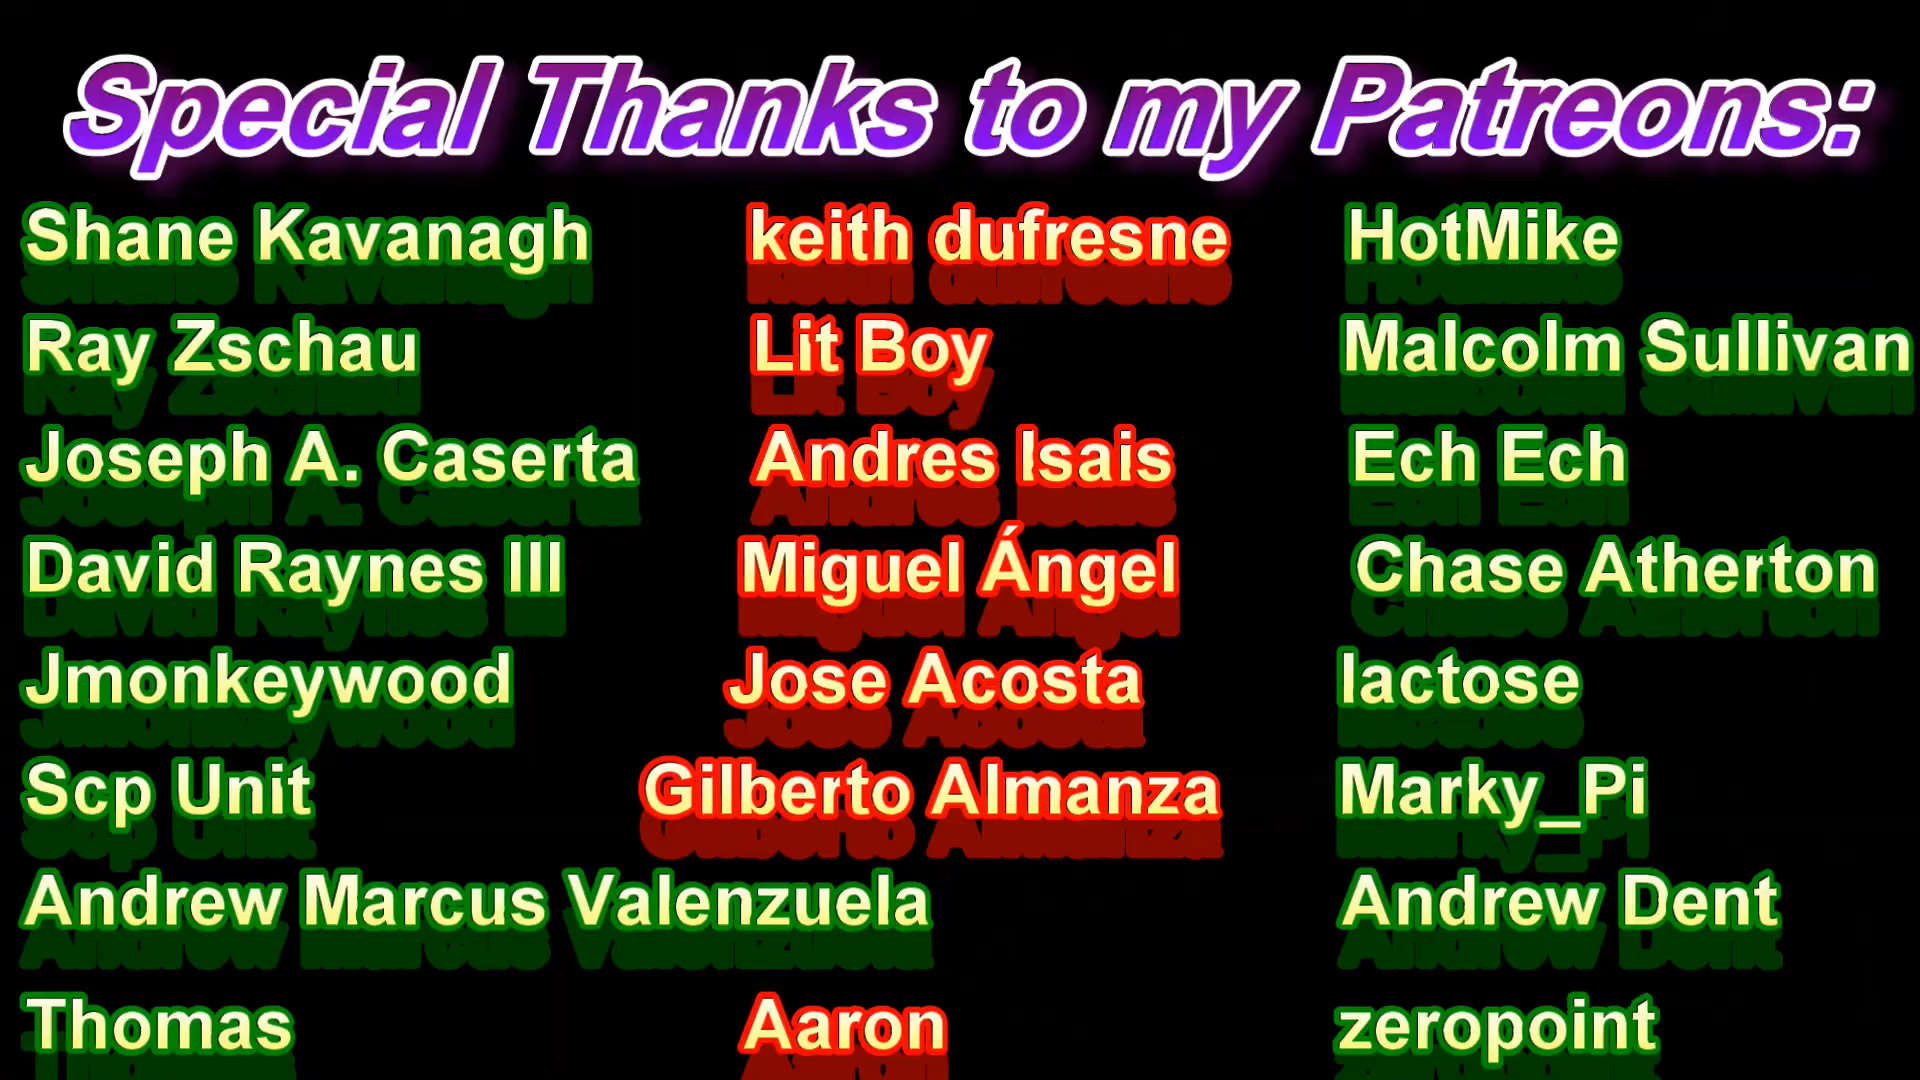 Special Thanks to my Patreons:
Shane Kavanagh keith dufresne HotMike
Ray Zschau Lit Boy Malcolm Sullivan
Joseph A. Caserta Andres Isais Ech Ech
David Raynes III Miguel Ángel Chase Atherton
Jmonkeywood Jose Acosta lactose
Scp Unit Gilberto Almanza Marky_Pi
Andrew Marcus Valenzuela Andrew Dent
Thomas Aaron zeropoint